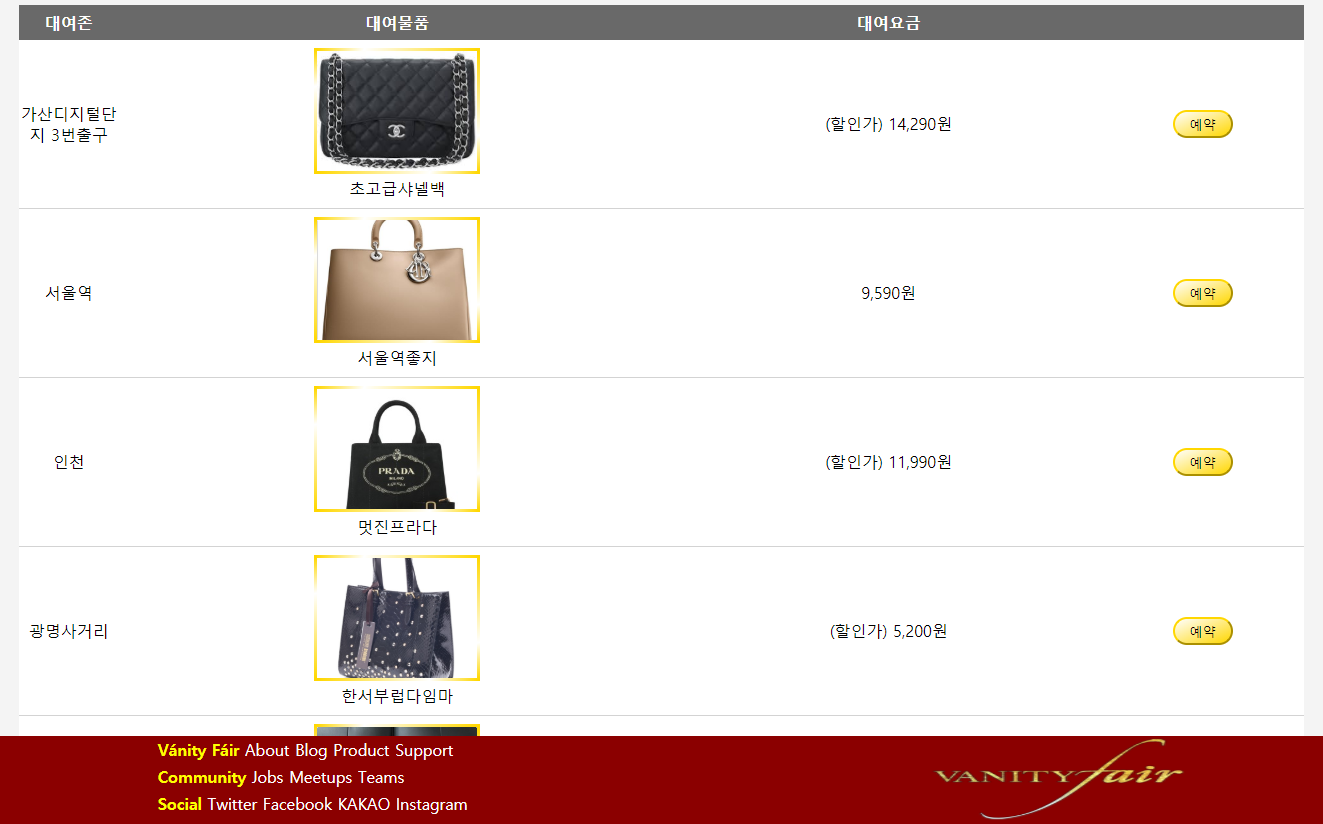 대여존 대여물품 대여요금
가산디지털단
지 3번출구
(할인가) 14,290원
예약
초고급샤넬백
서울역
9,590원
예약
서울역좋지
인천
PRADA
MILANO
(할인가) 11,990원
예약
멋진프라다
광명사거리
(할인가) 5,200원
예약
한서부럽다임마
Vánity Fáir About Blog Product Support
Community Jobs Meetups Teams
Social Twitter Facebook KAKAO Instagram
VANITY fair